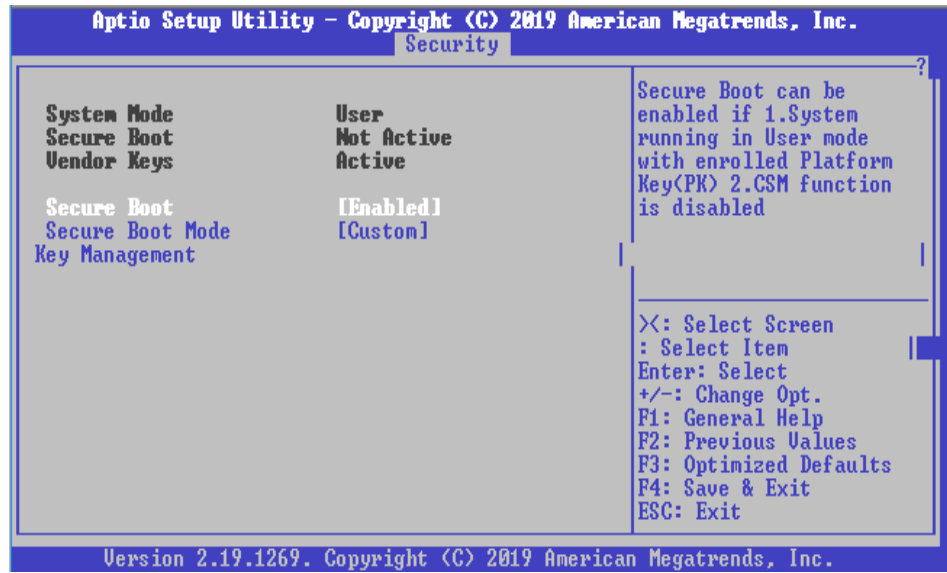 Aptio Setup Utility - Copyright (C) 2019 American Megatrends, Inc.
Security
?
System Mode User
Secure Boot Not Active
Vendor Keys Active
Secure Boot [Enabled]
Secure Boot Mode [Custom]
Key Management
Secure Boot can be
enabled if 1.System
running in User mode
with enrolled Platform
Key(PK) 2.CSM function
is disabled
><: Select Screen
: Select Item
Enter: Select
+/-: Change Opt.
F1: General Help
F2: Previous Values
F3: Optimized Defaults
F4: Save & Exit
ESC: Exit
Version 2.19.1269. Copyright (C) 2019 American Megatrends, Inc.